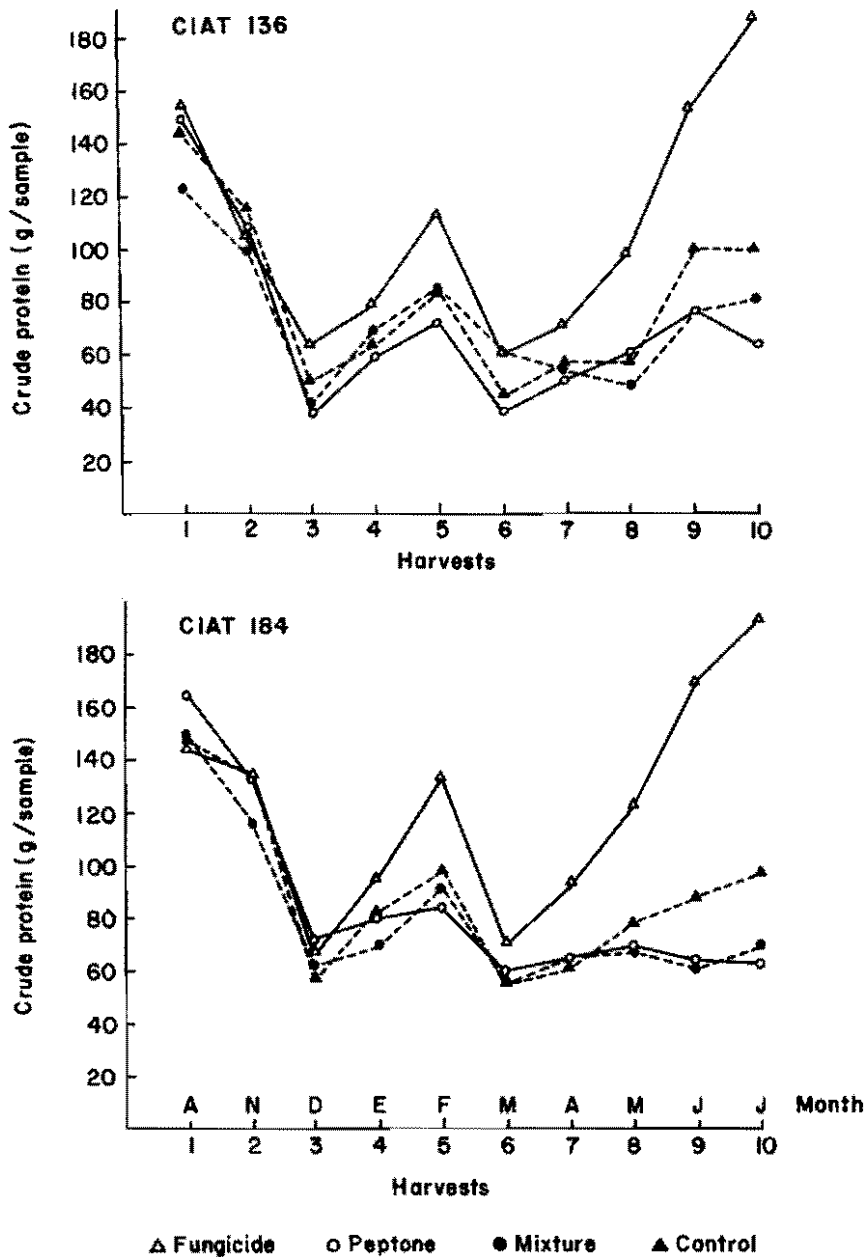 CIAT 136
180
160
140
120
100
80
60
40
20
Crude protein (g/sample)
1 2 3 4 5 6 7 8 9 10
Harvests
CIAT 184
180
160
140
120
100
80
60
40
20
Crude protein (g/sample)
A N D E F M A M J J Month
1 2 3 4 5 6 7 8 9 10
Harvests
Fungicide Peptone Mixture Control